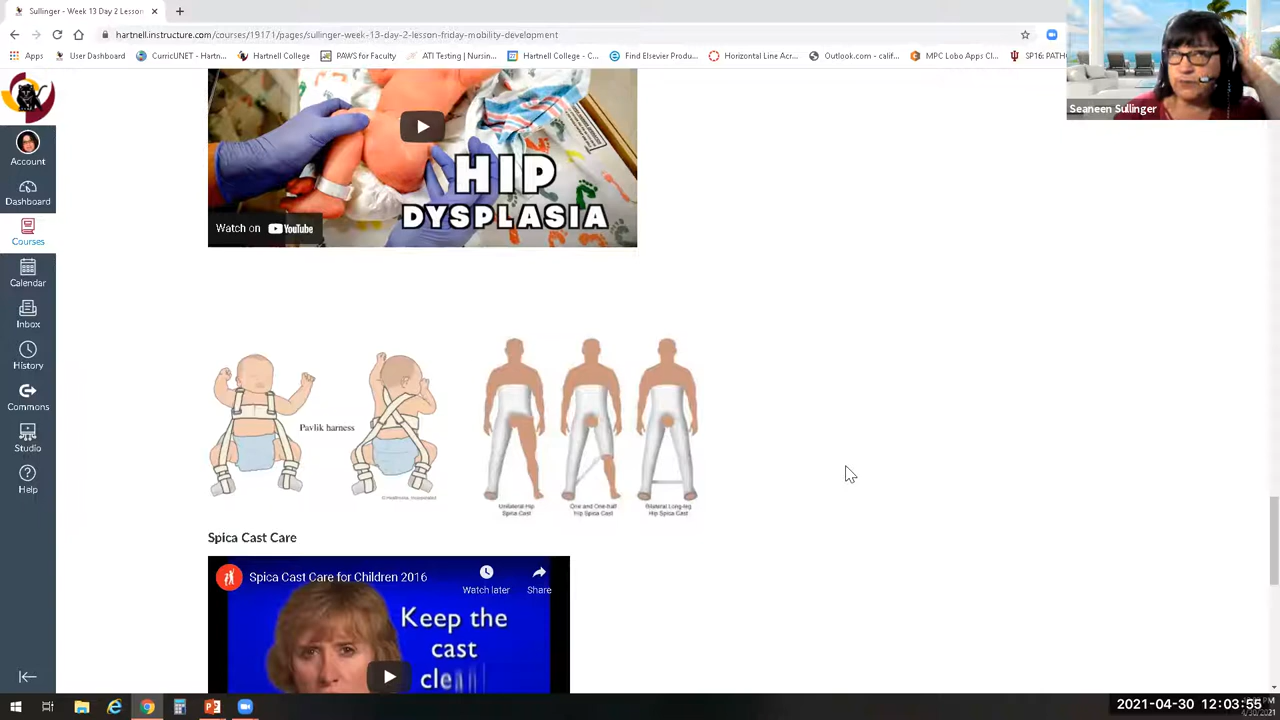 Sullinger - Week 13 Day 2 Lesson
hartnell.instructure.com/courses/19171/pages/sullinger-week-13-day-2-lesson-friday-mobility-development
Apps
User Dashboard
CurricUNET - Hartn...
Hartnell College
PAWS for Faculty
ATI Testing | Nursin...
Hartnell College - C...
Find Elsevier Produ...
Horizontal Line Acr...
Outlook.com - calif...
MPC Lobo Apps Cl...
SP16: PATH
Seaneen Sullinger
Account
Dashboard
Courses
Calendar
Inbox
History
Commons
Studio
Help
HIP
DYSPLASIA
Watch on YouTube
Pavlik harness
Unilateral Hip
Spica Cast
One and One-half
Hip Spica Cast
Bilateral Long-leg
Hip Spica Cast
Spica Cast Care
Spica Cast Care for Children 2016
Watch later
Share
Keep the
cast
2021-04-30 12:03:55